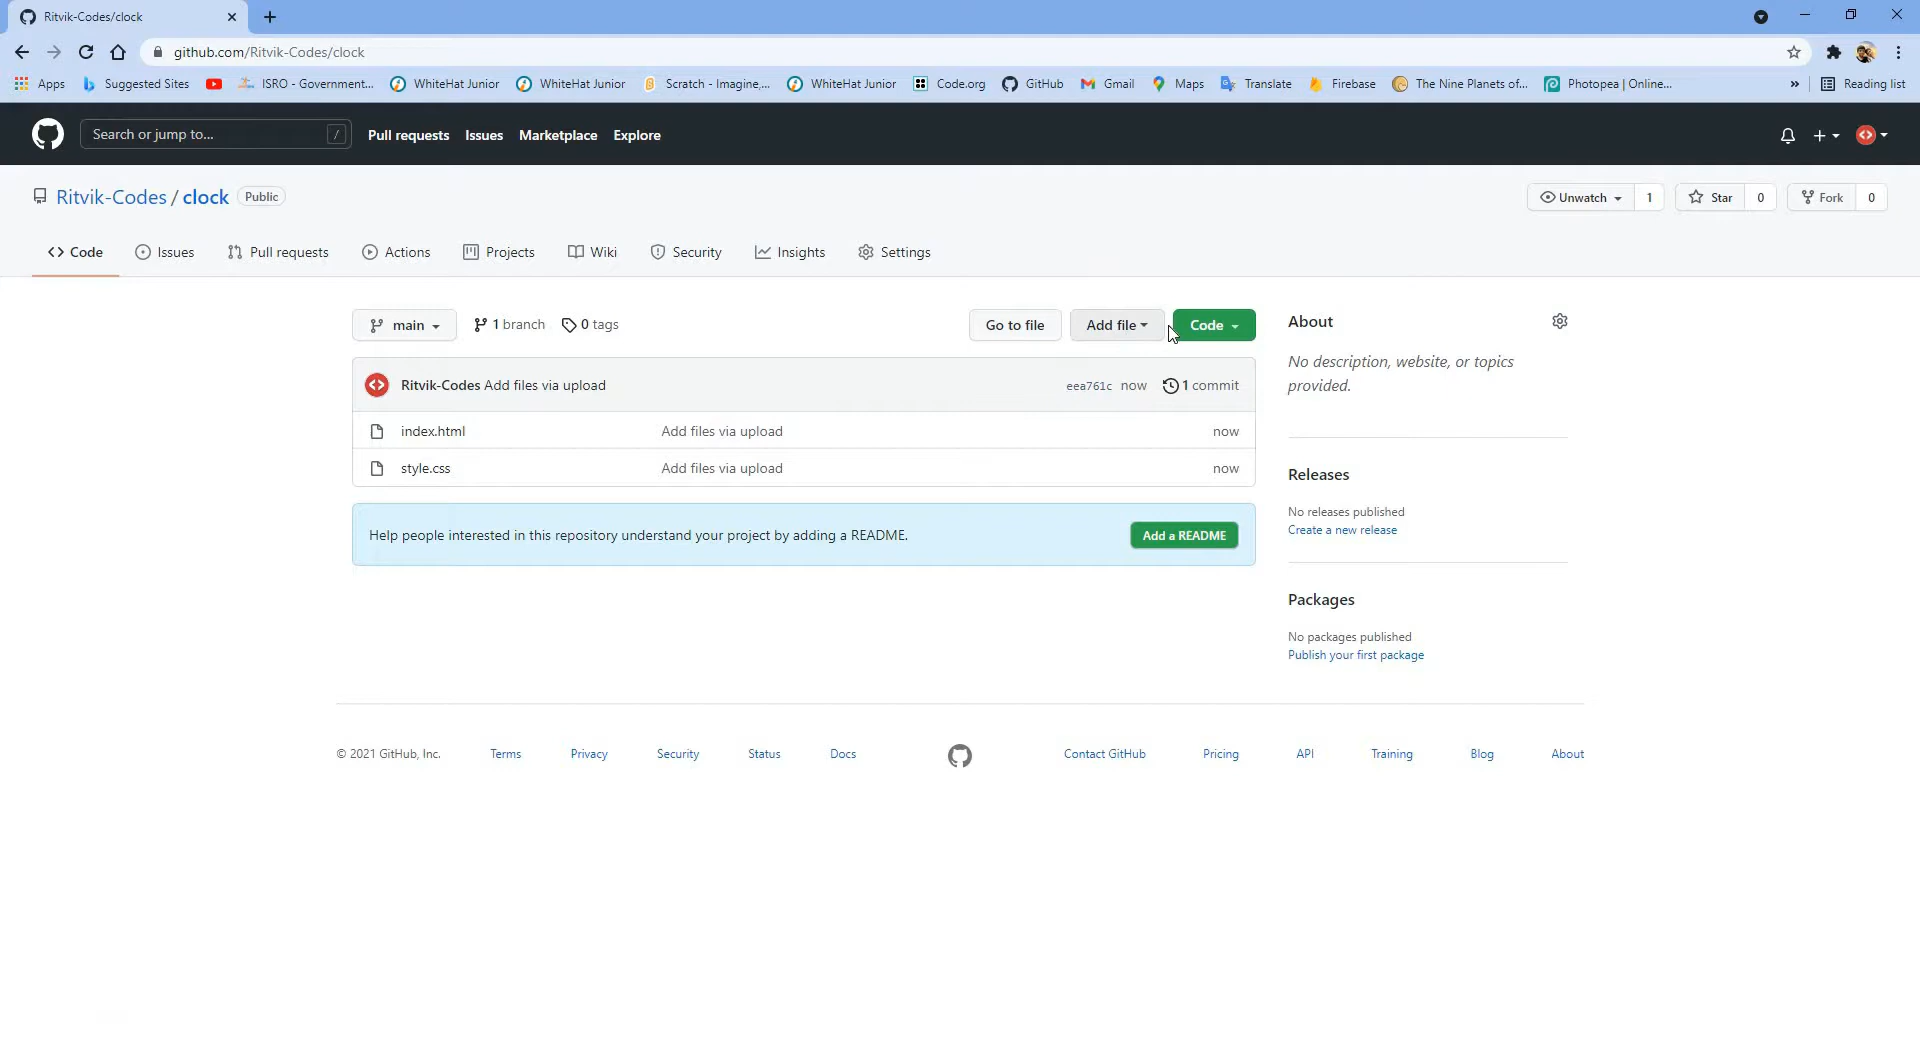 Ritvik-Codes/clock
github.com/Ritvik-Codes/clock
Apps Suggested Sites ISRO - Government... WhiteHat Junior WhiteHat Junior Scratch - Imagine,... WhiteHat Junior Code.org GitHub Gmail Maps Translate Firebase The Nine Planets of... Photopea | Online... » Reading list
Search or jump to... / Pull requests Issues Marketplace Explore
Ritvik-Codes / clock Public Unwatch 1 Star 0 Fork 0
Code Issues Pull requests Actions Projects Wiki Security Insights Settings
main 1 branch 0 tags Go to file Add file Code
About
No description, website, or topics
provided.
Ritvik-Codes Add files via upload eea761c now 1 commit
index.html Add files via upload now
style.css Add files via upload now
Help people interested in this repository understand your project by adding a README. Add a README
Releases
No releases published
Create a new release
Packages
No packages published
Publish your first package
© 2021 GitHub, Inc. Terms Privacy Security Status Docs Contact GitHub Pricing API Training Blog About